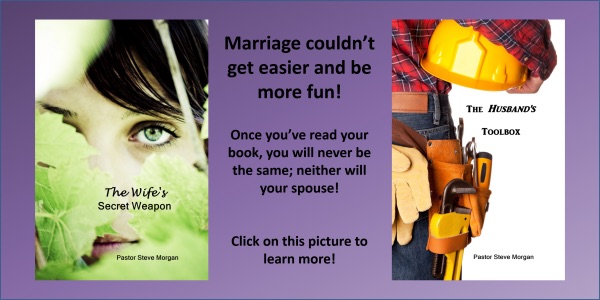 The Wife's
Secret Weapon
Pastor Steve Morgan
Marriage couldn't
get easier and be
more fun!
Once you've read your
book, you will never be
the same; neither will
your spouse!
Click on this picture to
learn more!
The Husband's
Toolbox
Pastor Steve Morgan